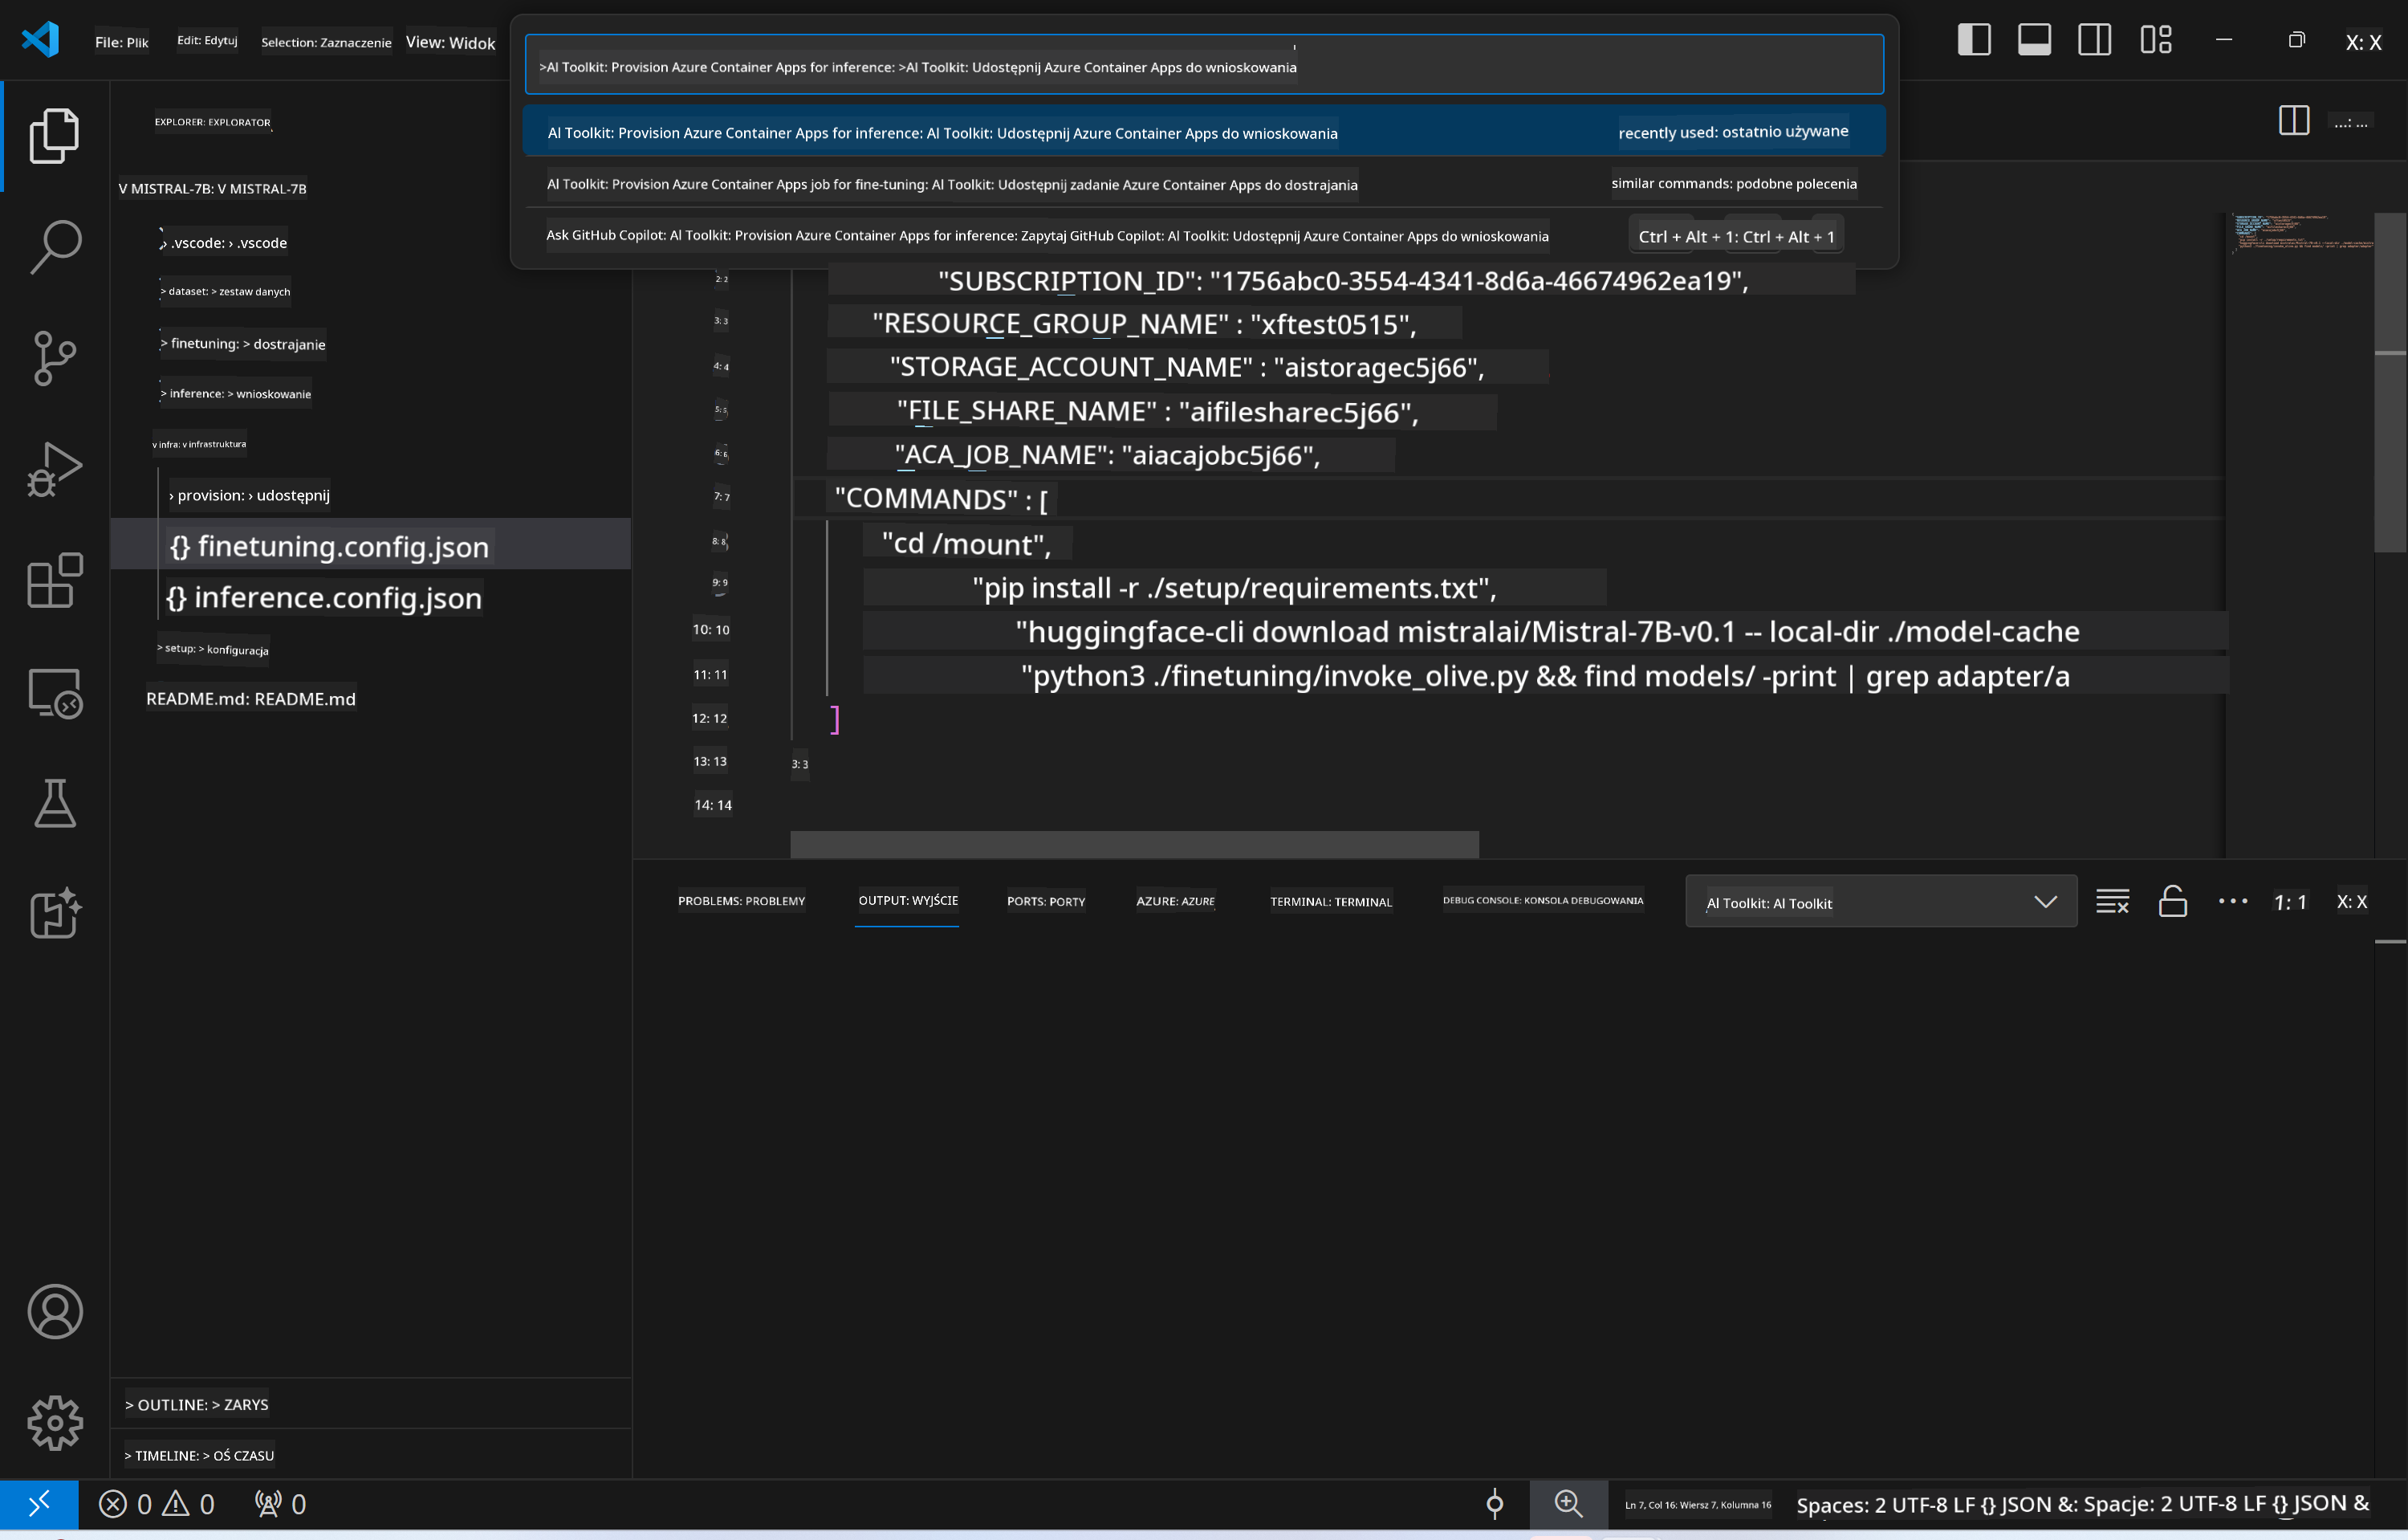 File: Plik
Edit: Edytuj
Selection: Zaznaczenie
View: Widok
>AI Toolkit: Provision Azure Container Apps for inference: >AI Toolkit: Udostępnij Azure Container Apps do wnioskowania
X: X
AI Toolkit: Provision Azure Container Apps for inference: AI Toolkit: Udostępnij Azure Container Apps do wnioskowania
recently used: ostatnio używane
AI Toolkit: Provision Azure Container Apps job for fine-tuning: AI Toolkit: Udostępnij zadanie Azure Container Apps do dostrajania
similar commands: podobne polecenia
Ask GitHub Copilot: AI Toolkit: Provision Azure Container Apps for inference: Zapytaj GitHub Copilot: AI Toolkit: Udostępnij Azure Container Apps do wnioskowania
Ctrl + Alt + 1: Ctrl + Alt + 1
...: ...
EXPLORER: EXPLORATOR
V MISTRAL-7B: V MISTRAL-7B
› .vscode: › .vscode
> dataset: > zestaw danych
> finetuning: > dostrajanie
> inference: > wnioskowanie
v infra: v infrastruktura
› provision: › udostępnij
{} finetuning.config.json
{} inference.config.json
> setup: > konfiguracja
README.md: README.md
> OUTLINE: > ZARYS
> TIMELINE: > OŚ CZASU
2: 2 "SUBSCRIPTION_ID": "1756abc0-3554-4341-8d6a-46674962ea19",
3: 3 "RESOURCE_GROUP_NAME" : "xftest0515",
4: 4 "STORAGE_ACCOUNT_NAME" : "aistoragec5j66",
5: 5 "FILE_SHARE_NAME" : "aifilesharec5j66",
6: 6 "ACA_JOB_NAME": "aiacajobc5j66",
7: 7 "COMMANDS" : [
8: 8 "cd /mount",
9: 9 "pip install -r ./setup/requirements.txt",
10: 10 "huggingface-cli download mistralai/Mistral-7B-v0.1 -- local-dir ./model-cache
11: 11 "python3 ./finetuning/invoke_olive.py && find models/ -print | grep adapter/a
12: 12 ]
13: 13 3: 3
14: 14
PROBLEMS: PROBLEMY
OUTPUT: WYJŚCIE
PORTS: PORTY
AZURE: AZURE
TERMINAL: TERMINAL
DEBUG CONSOLE: KONSOLA DEBUGOWANIA
AI Toolkit: AI Toolkit
1: 1
X: X
0 0 0
Ln 7, Col 16: Wiersz 7, Kolumna 16
Spaces: 2 UTF-8 LF {} JSON &: Spacje: 2 UTF-8 LF {} JSON &